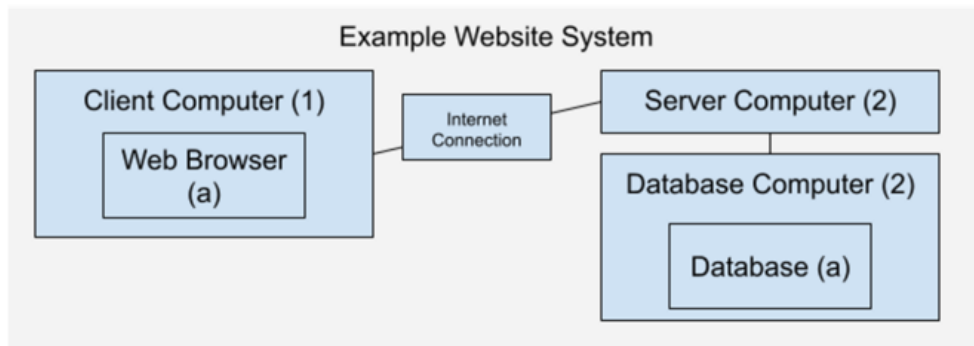 Example Website System
Client Computer (1)
Web Browser
(a)
Internet
Connection
Server Computer (2)
Database Computer (2)
Database (a)